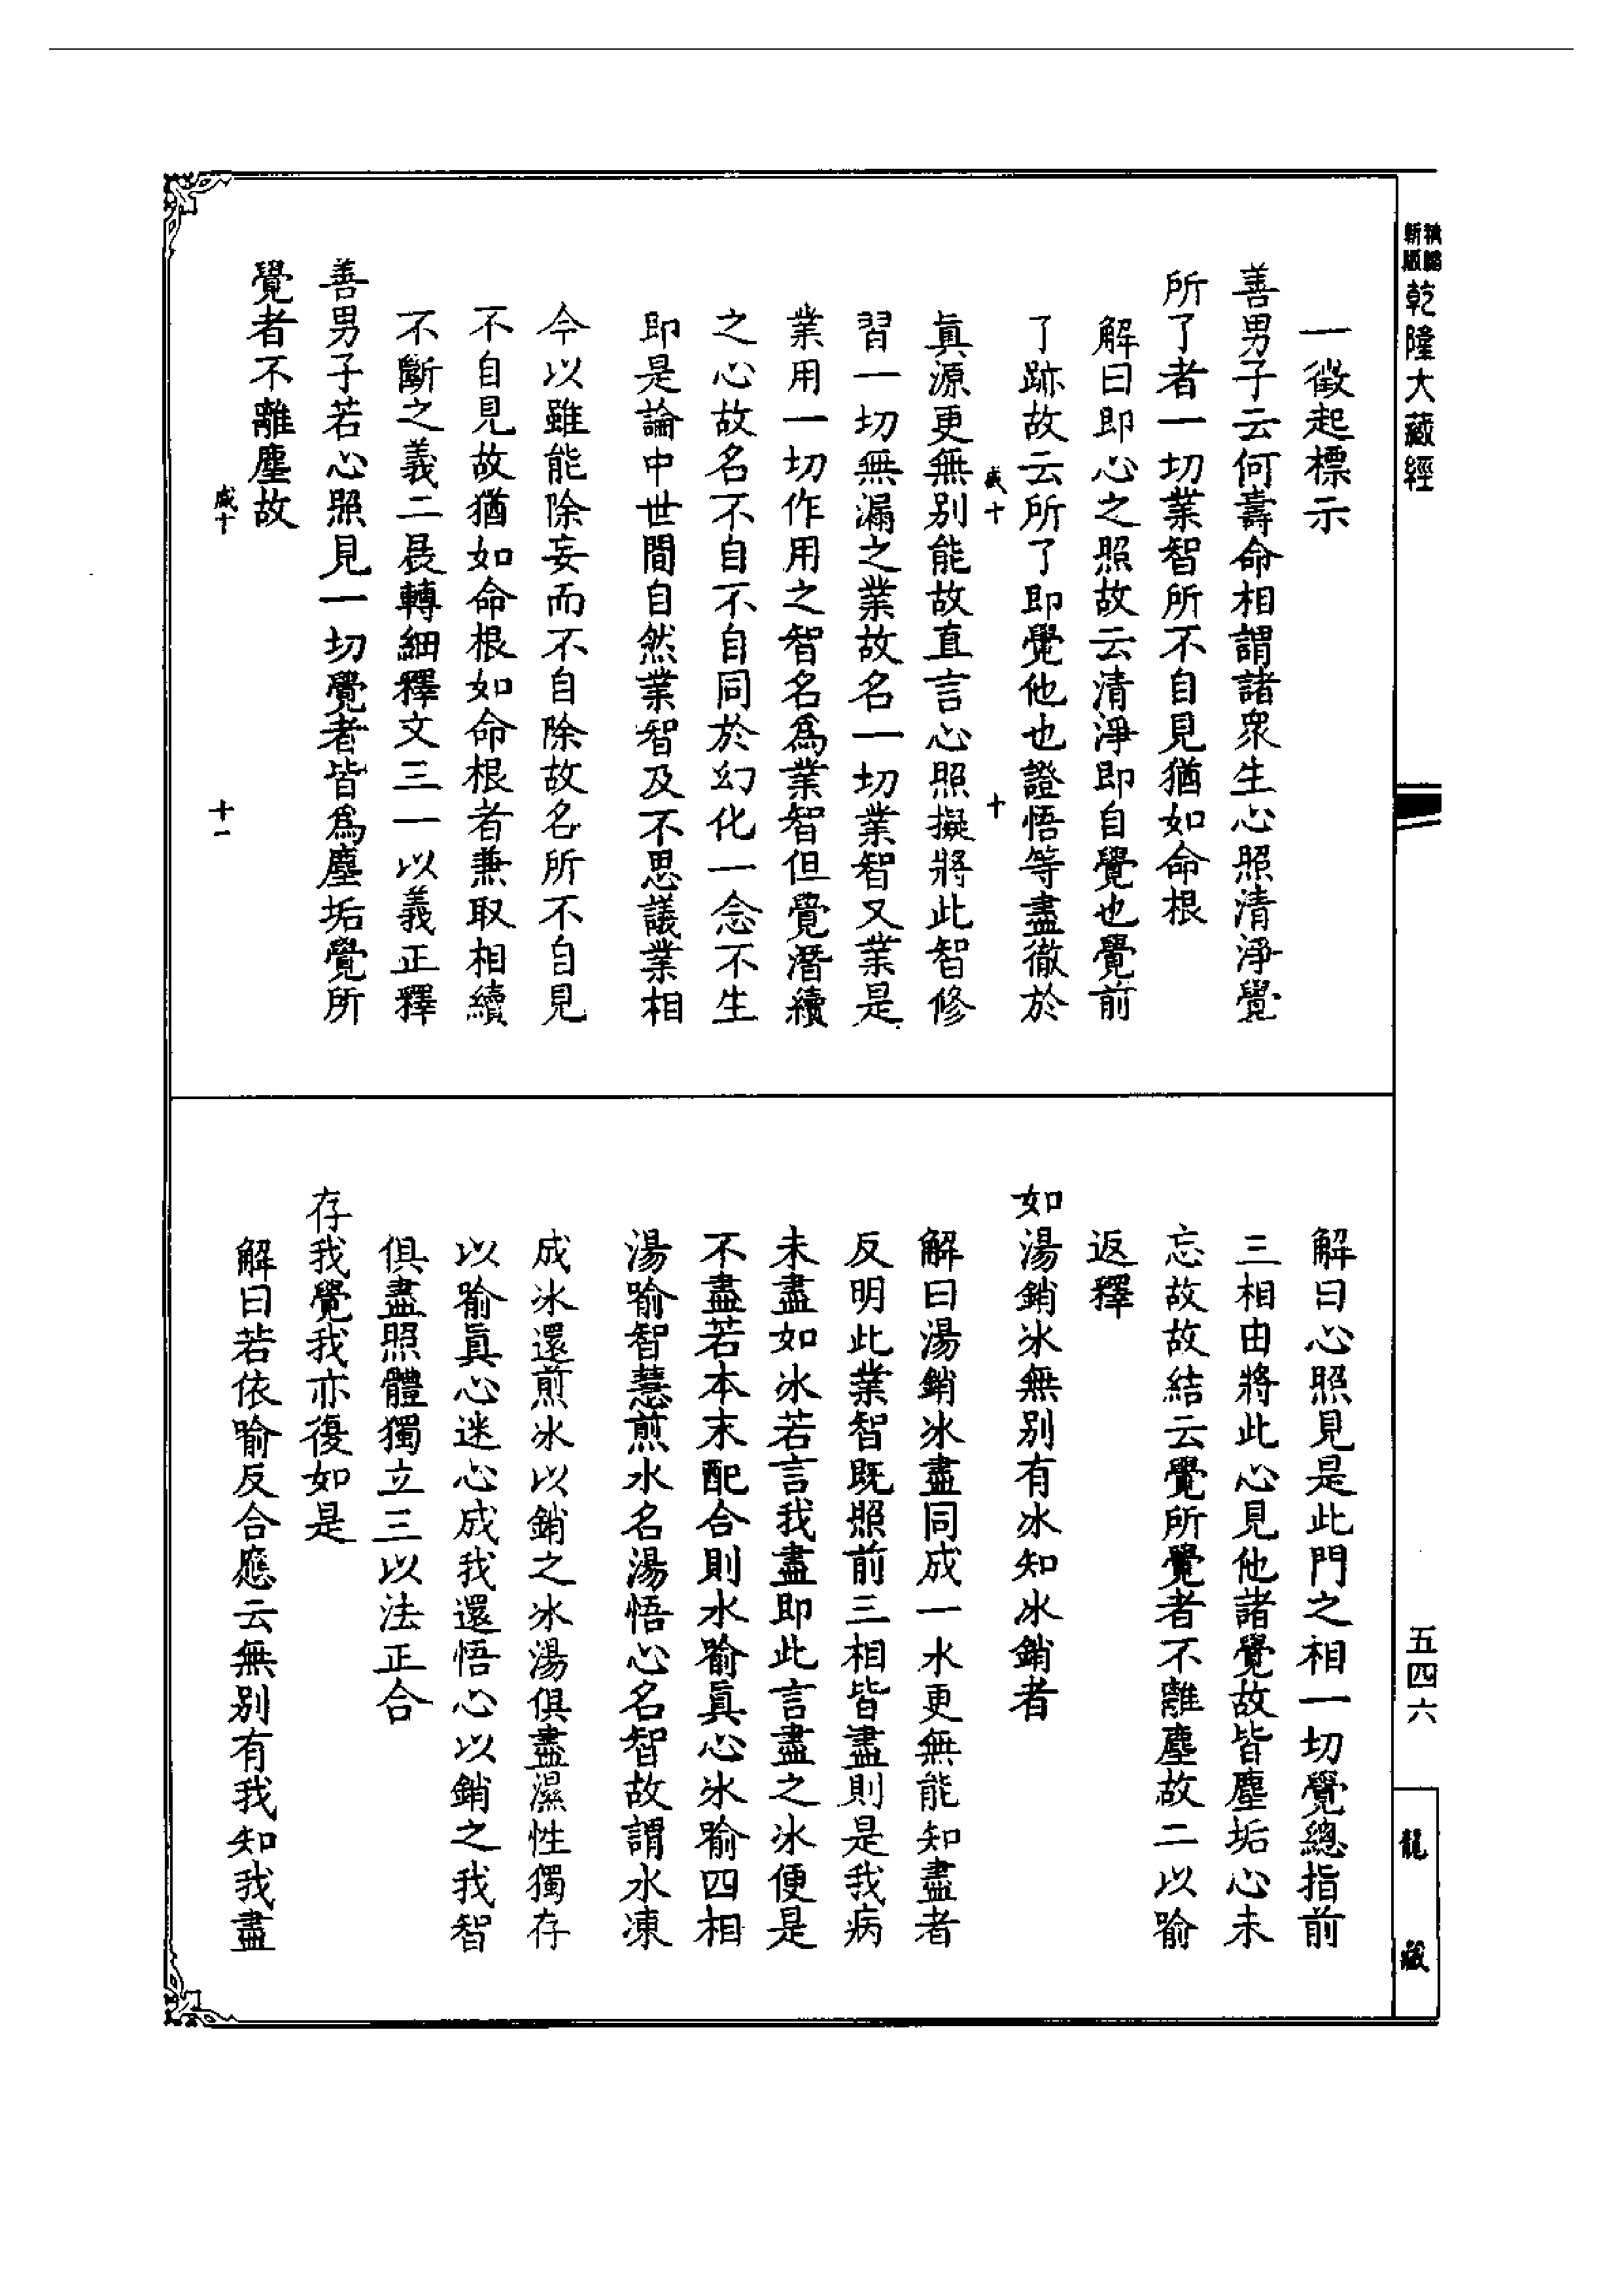 新版
乾隆大藏經
一徵起標示
善男子云何壽命相謂諸衆生心照清淨覺
所了者一切業智所不自見猶如命根
解曰即心之照故云清淨即自覺也覺前
了跡故云所了即覺他也證悟等盡徹於
十
十
眞源更無別能故直言心照擬將此智修
習一切無漏之業故名一切業智又業是
業用一切作用之智名爲業智但覺潛續
之心故名不自不自同於幻化一念不生
即是論中世間自然業智及不思議業相
今以雖能除妄而不自除故名所不自見
不自見故猶如命根如命根者兼取相續
不斷之義二展轉細釋文三一以義正釋
善男子若心照見一切覺者皆爲塵垢覺所
覺者不離塵故
十
十一
解曰心照見是此門之相一切覺總指前
三相由將此心見他諸覺故皆塵垢心未
忘故故結云覺所覺者不離塵故二以喻
返釋
如湯銷冰無別有冰知冰銷者
解曰湯銷冰盡同成一水更無能知盡者
反明此業智既照前三相皆盡則是我病
未盡如冰若言我盡即此言盡之冰便是
不盡若本末配合則水喻眞心冰喻四相
湯喻智慧煎水名湯悟心名智故謂水凍
成冰還煎冰以銷之冰湯俱盡濕性獨存
以喻眞心迷心成我還悟心以銷之我智
俱盡照體獨立三以法正合
存我覺我亦復如是
解曰若依喻反合應云無別有我知我盡
五四六
龍
藏